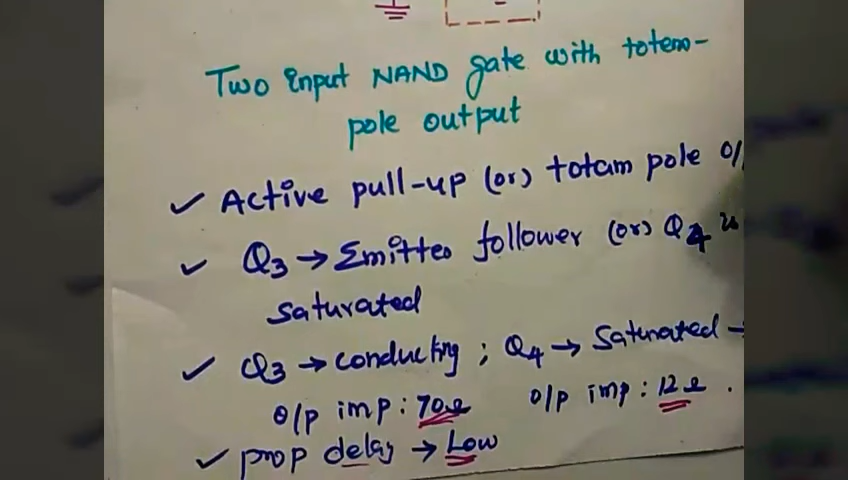 Two input NAND gate with totem-
pole output
✓ Active pull-up (or) totam pole O/
✓ Q3 → Emitter follower (or) Q4 is
saturated
✓ Q3 → conducting ; Q4 → Saturated →
O/p imp : 70Ω O/p imp : 12Ω .
✓ prop delay → Low